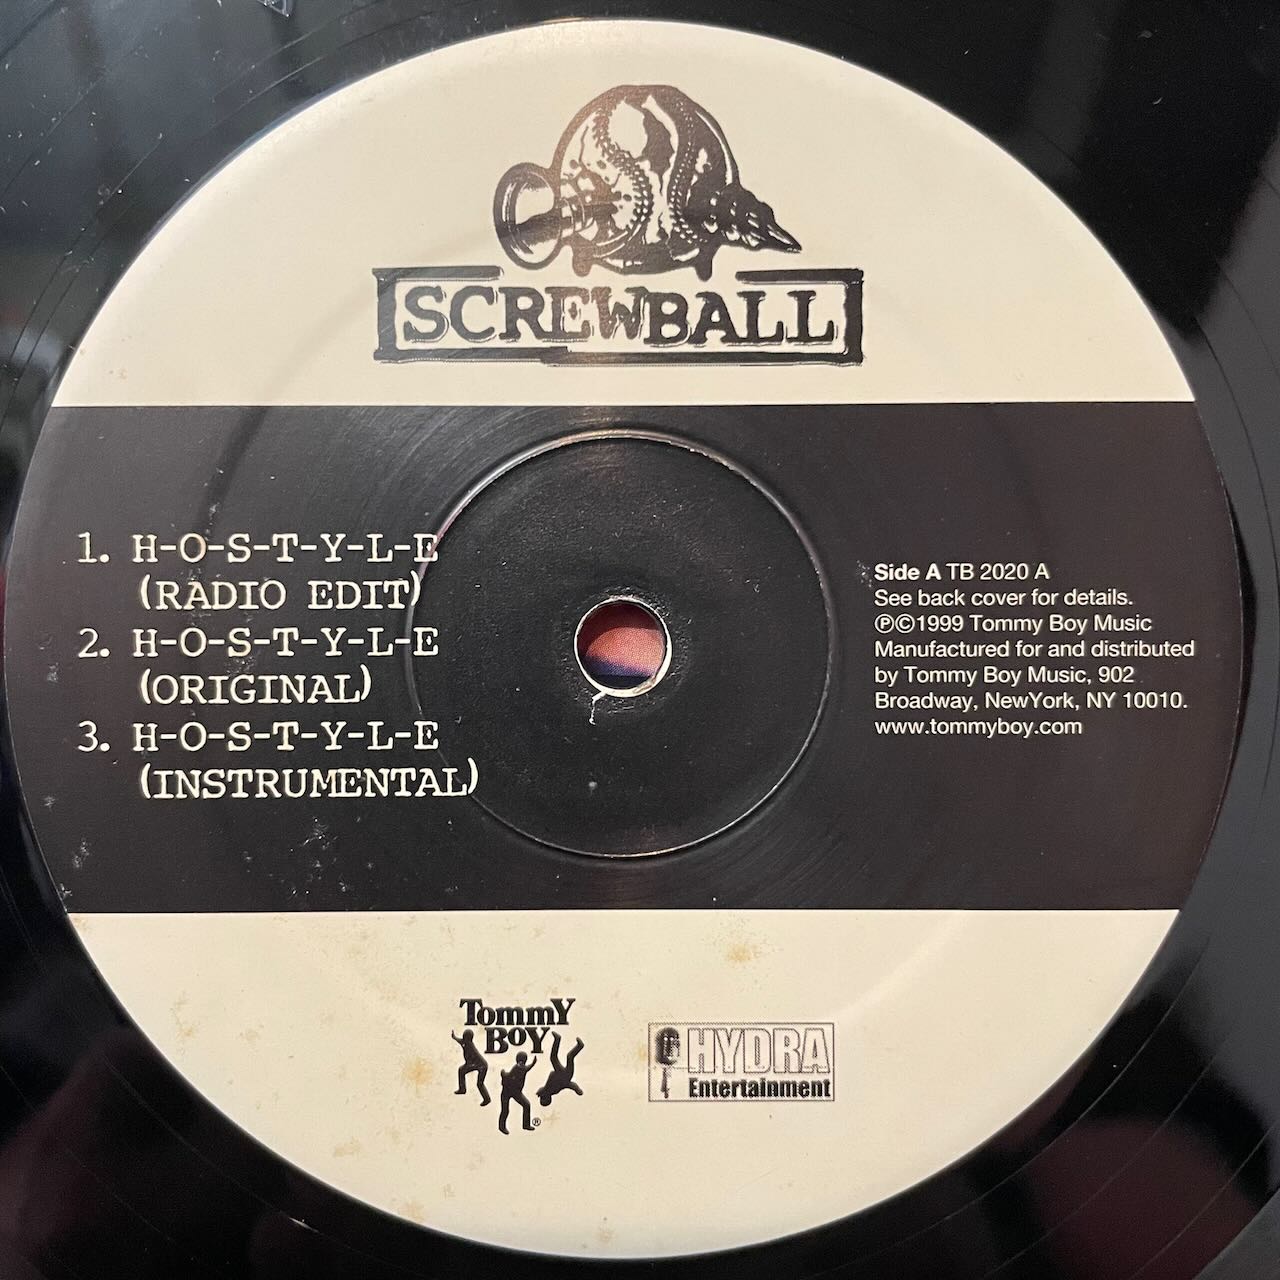 SCREWBALL
1. H-O-S-T-Y-L-E
(RADIO EDIT)
2. H-O-S-T-Y-L-E
(ORIGINAL)
3. H-O-S-T-Y-L-E
(INSTRUMENTAL)
Side A TB 2020 A
See back cover for details.
℗©1999 Tommy Boy Music
Manufactured for and distributed
by Tommy Boy Music, 902
Broadway, NewYork, NY 10010.
www.tommyboy.com
TommY
BoY
®
HYDRA
Entertainment